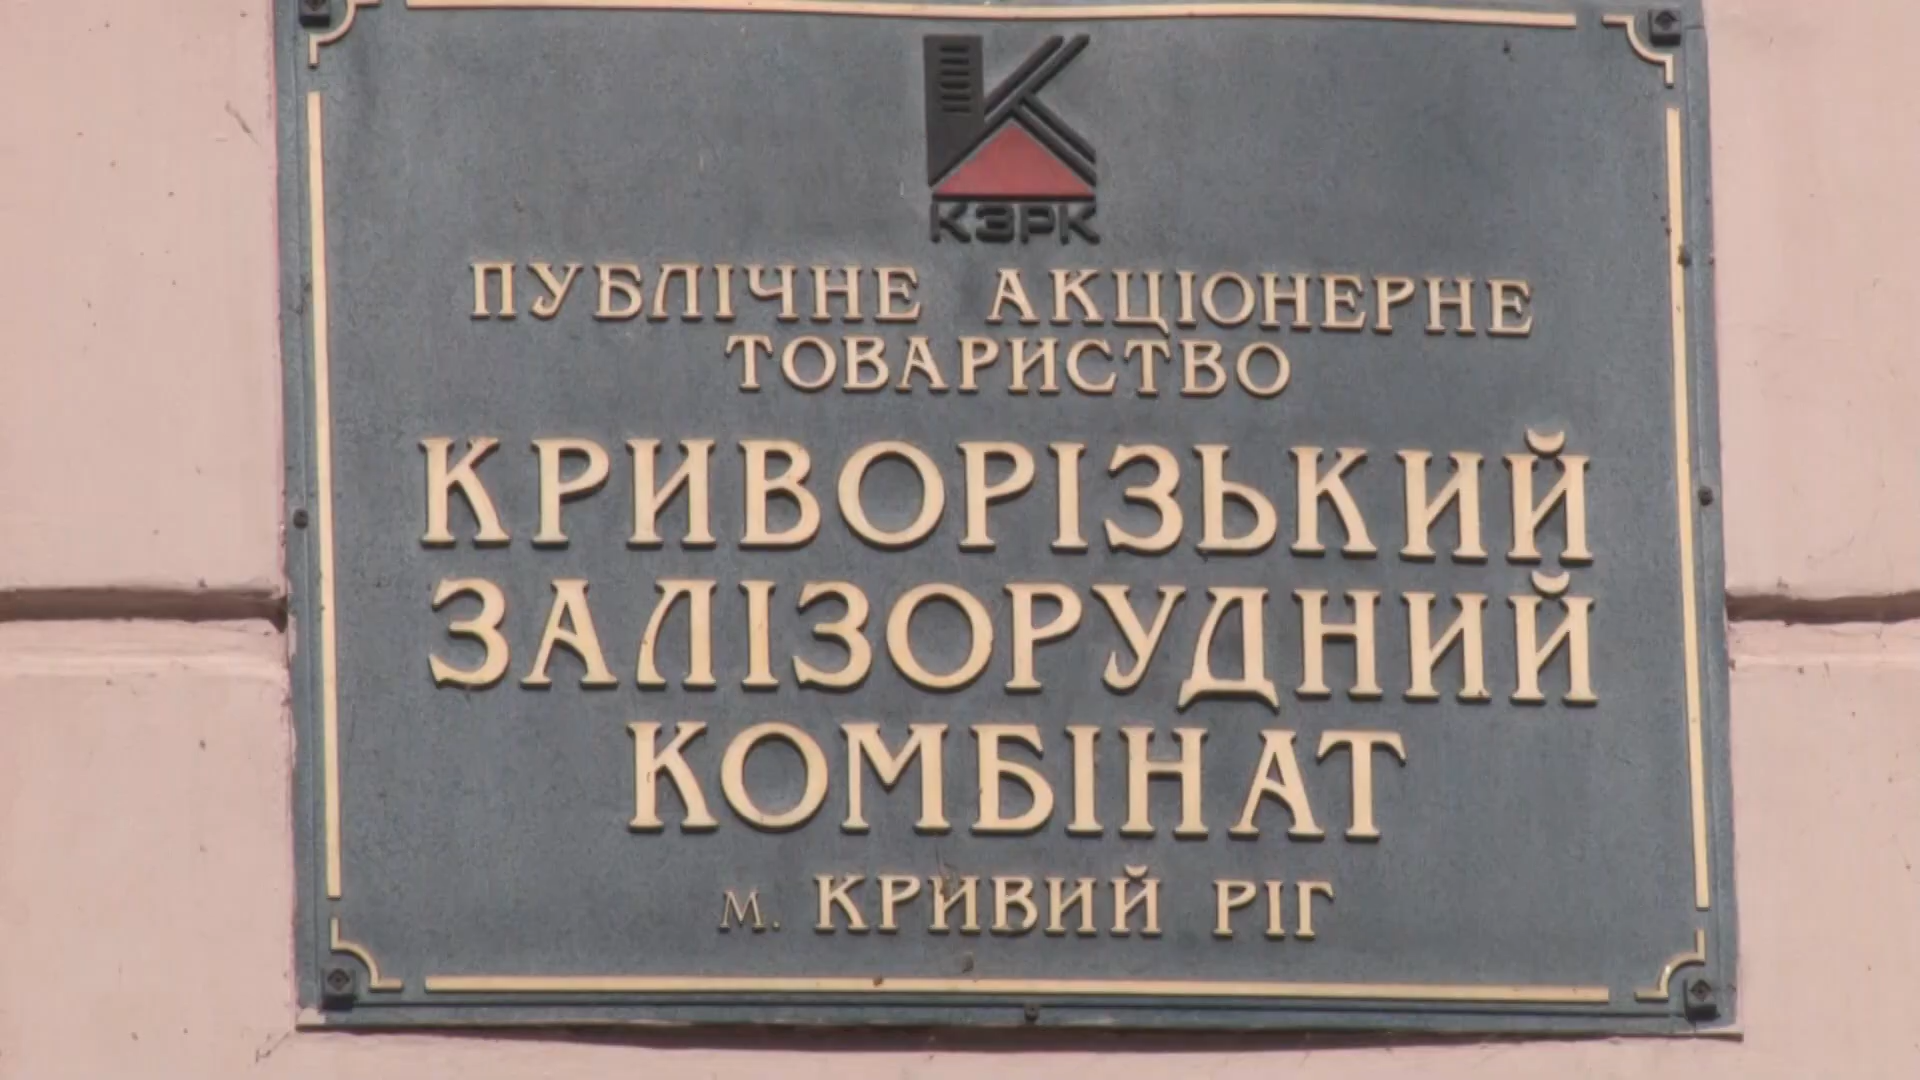 КЗРК
ПУБЛІЧНЕ АКЦІОНЕРНЕ
ТОВАРИСТВО
КРИВОРІЗЬКИЙ
ЗАЛІЗОРУДНИЙ
КОМБІНАТ
м. КРИВИЙ РІГ